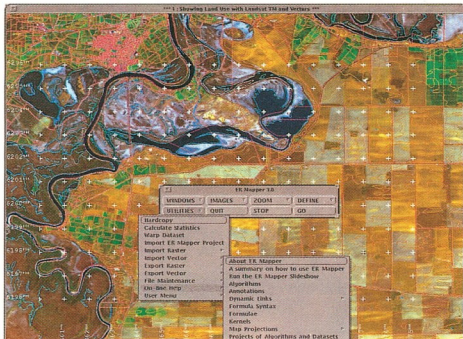 *** 1 : Showing Land Use with Landsat TM and Vectors ***
ER Mapper 5.0
WINDOWS IMAGES ZOOM DEFINE
UTILITIES QUIT STOP GO
Hardcopy
Calculate Statistics
Warp Dataset
Import ER Mapper Project
Import Raster
Import Vector
Export Raster
Export Vector
File Maintenance
On-line Help
User Menu
About ER Mapper
A summary on how to use ER Mapper
Run the ER Mapper Slideshow
Algorithms
Annotations
Dynamic Links
Formula Syntax
Formulae
Kernels
Map Projections
Projects of Algorithms and Datasets